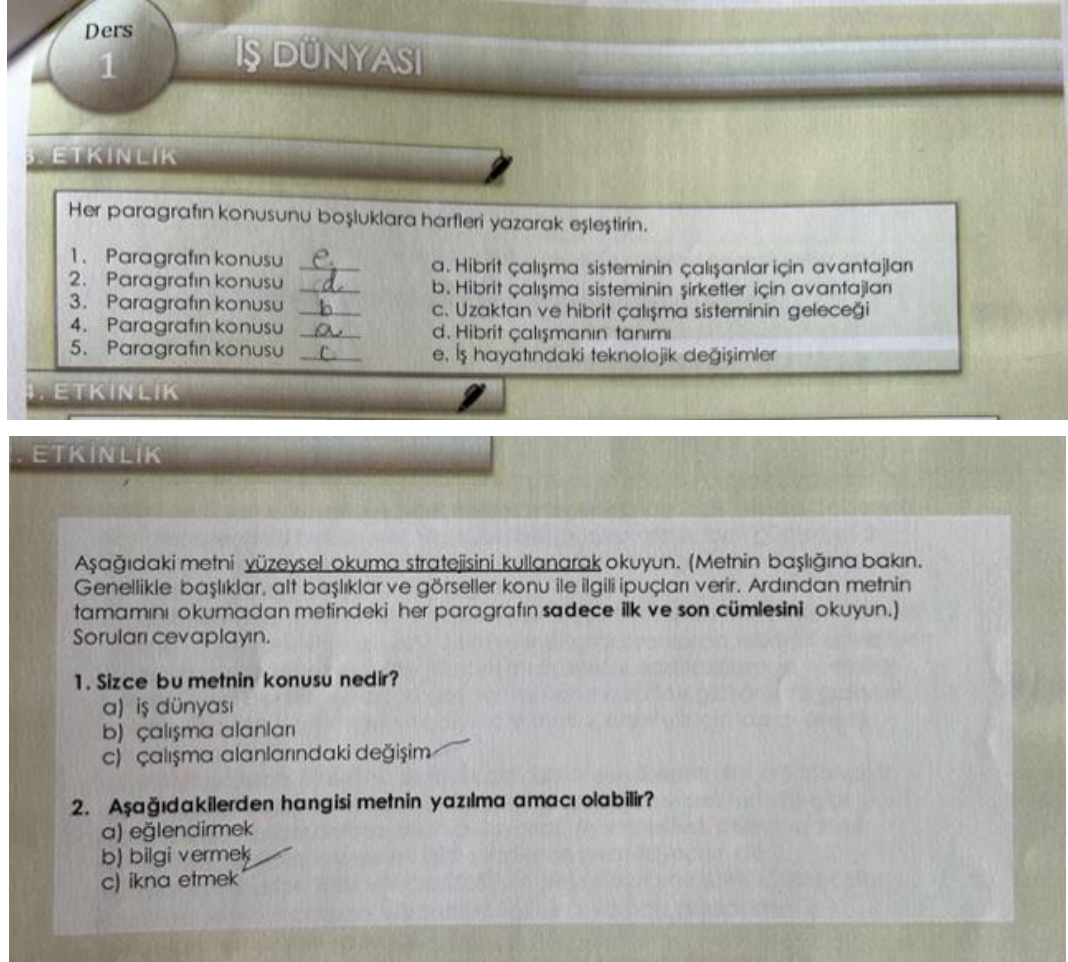 Ders
1
İŞ DÜNYASI
3. ETKİNLİK
Her paragrafın konusunu boşluklara harfleri yazarak eşleştirin.
1. Paragrafın konusu e
2. Paragrafın konusu d
3. Paragrafın konusu b
4. Paragrafın konusu a
5. Paragrafın konusu c
a. Hibrit çalışma sisteminin çalışanlar için avantajları
b. Hibrit çalışma sisteminin şirketler için avantajları
c. Uzaktan ve hibrit çalışma sisteminin geleceği
d. Hibrit çalışmanın tanımı
e. İş hayatındaki teknolojik değişimler
4. ETKİNLİK
. ETKİNLİK
Aşağıdaki metni yüzeysel okuma stratejisini kullanarak okuyun. (Metnin başlığına bakın.
Genellikle başlıklar, alt başlıklar ve görseller konu ile ilgili ipuçları verir. Ardından metnin
tamamını okumadan metindeki her paragrafın sadece ilk ve son cümlesini okuyun.)
Soruları cevaplayın.
1. Sizce bu metnin konusu nedir?
a) iş dünyası
b) çalışma alanları
c) çalışma alanlarındaki değişim
2. Aşağıdakilerden hangisi metnin yazılma amacı olabilir?
a) eğlendirmek
b) bilgi vermek
c) ikna etmek